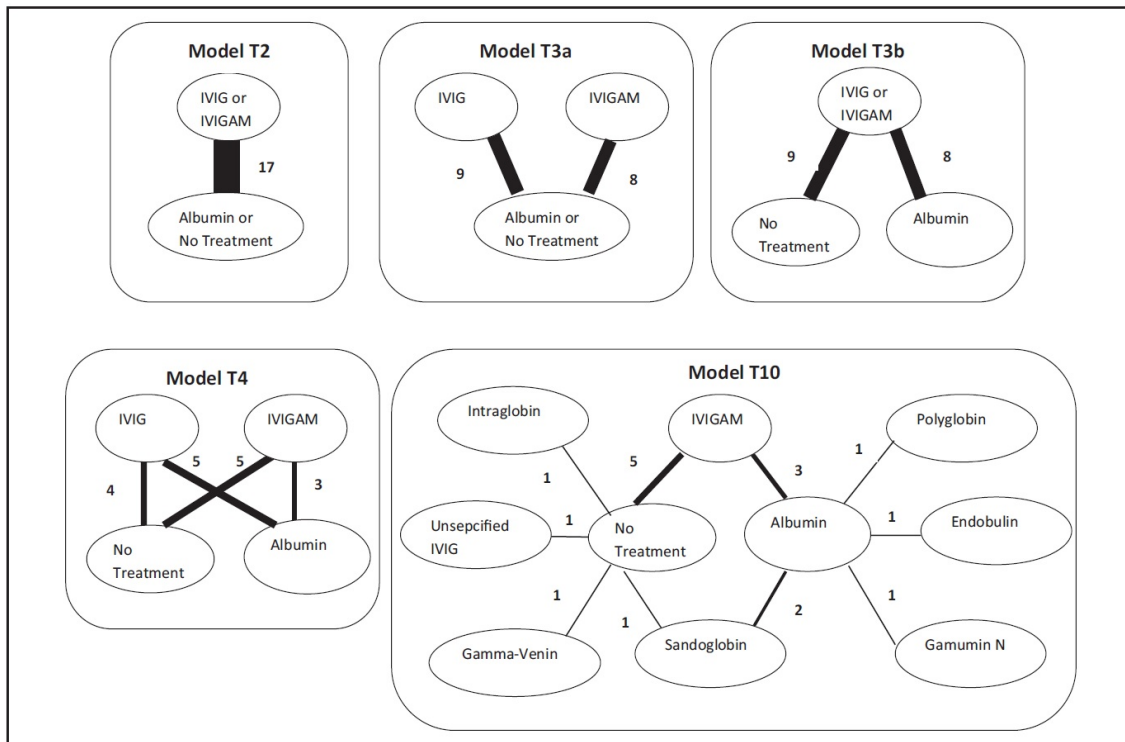 Model T2
IVIG or
IVIGAM
17
Albumin or
No Treatment
Model T3a
IVIG
IVIGAM
9
8
Albumin or
No Treatment
Model T3b
IVIG or
IVIGAM
9
8
No
Treatment
Albumin
Model T4
IVIG
IVIGAM
5
5
4
3
No
Treatment
Albumin
Model T10
Intraglobin
IVIGAM
Polyglobin
1
5
3
1
Unsepcified
IVIG
1
No
Treatment
Albumin
1
Endobulin
1
1
2
1
Gamma-Venin
Sandoglobin
Gamumin N